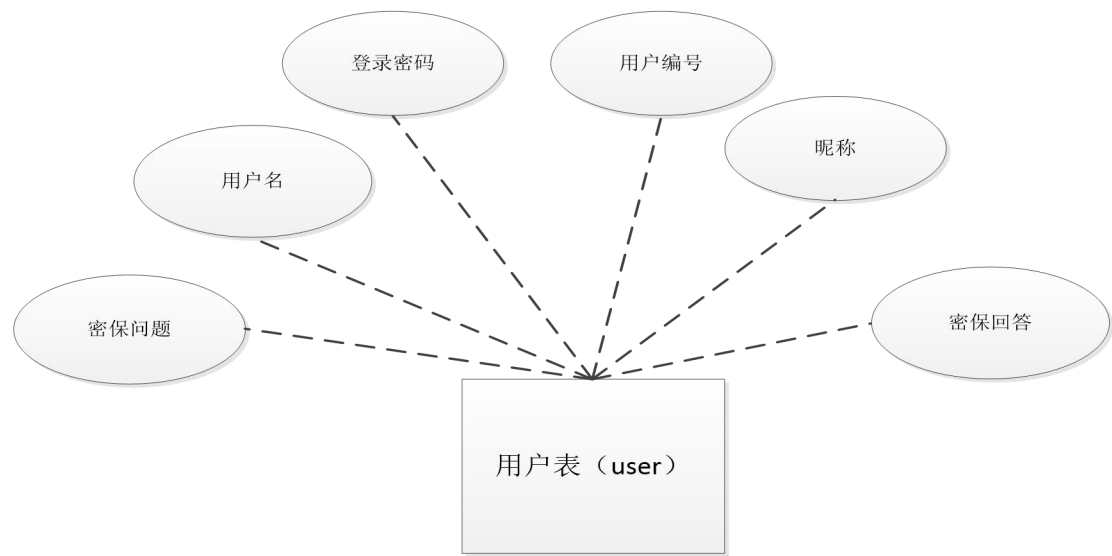 登录密码
用户编号
昵称
用户名
密保问题
密保回答
用户表（user）